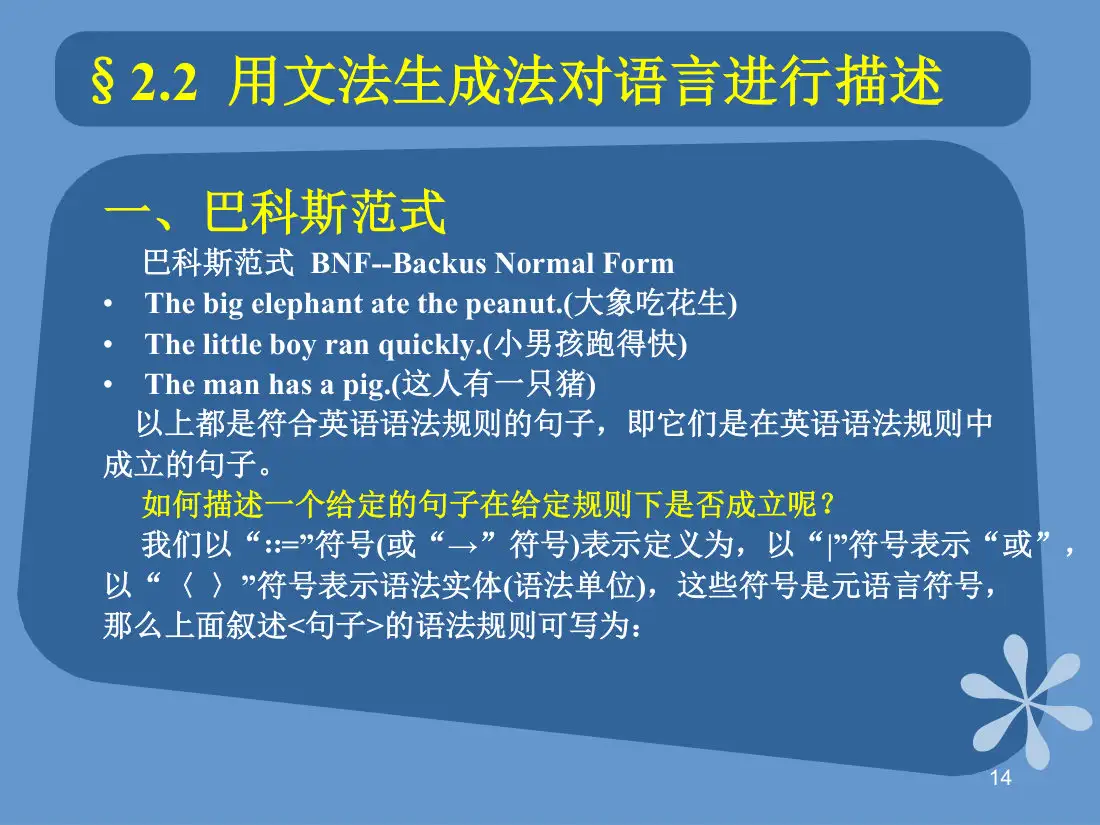 §2.2 用文法生成法对语言进行描述
一、巴科斯范式
巴科斯范式 BNF--Backus Normal Form
• The big elephant ate the peanut.(大象吃花生)
• The little boy ran quickly.(小男孩跑得快)
• The man has a pig.(这人有一只猪)
以上都是符合英语语法规则的句子，即它们是在英语语法规则中
成立的句子。
如何描述一个给定的句子在给定规则下是否成立呢？
我们以“::=”符号(或“→”符号)表示定义为，以“|”符号表示“或”，
以“〈 〉”符号表示语法实体(语法单位)，这些符号是元语言符号，
那么上面叙述<句子>的语法规则可写为：
14